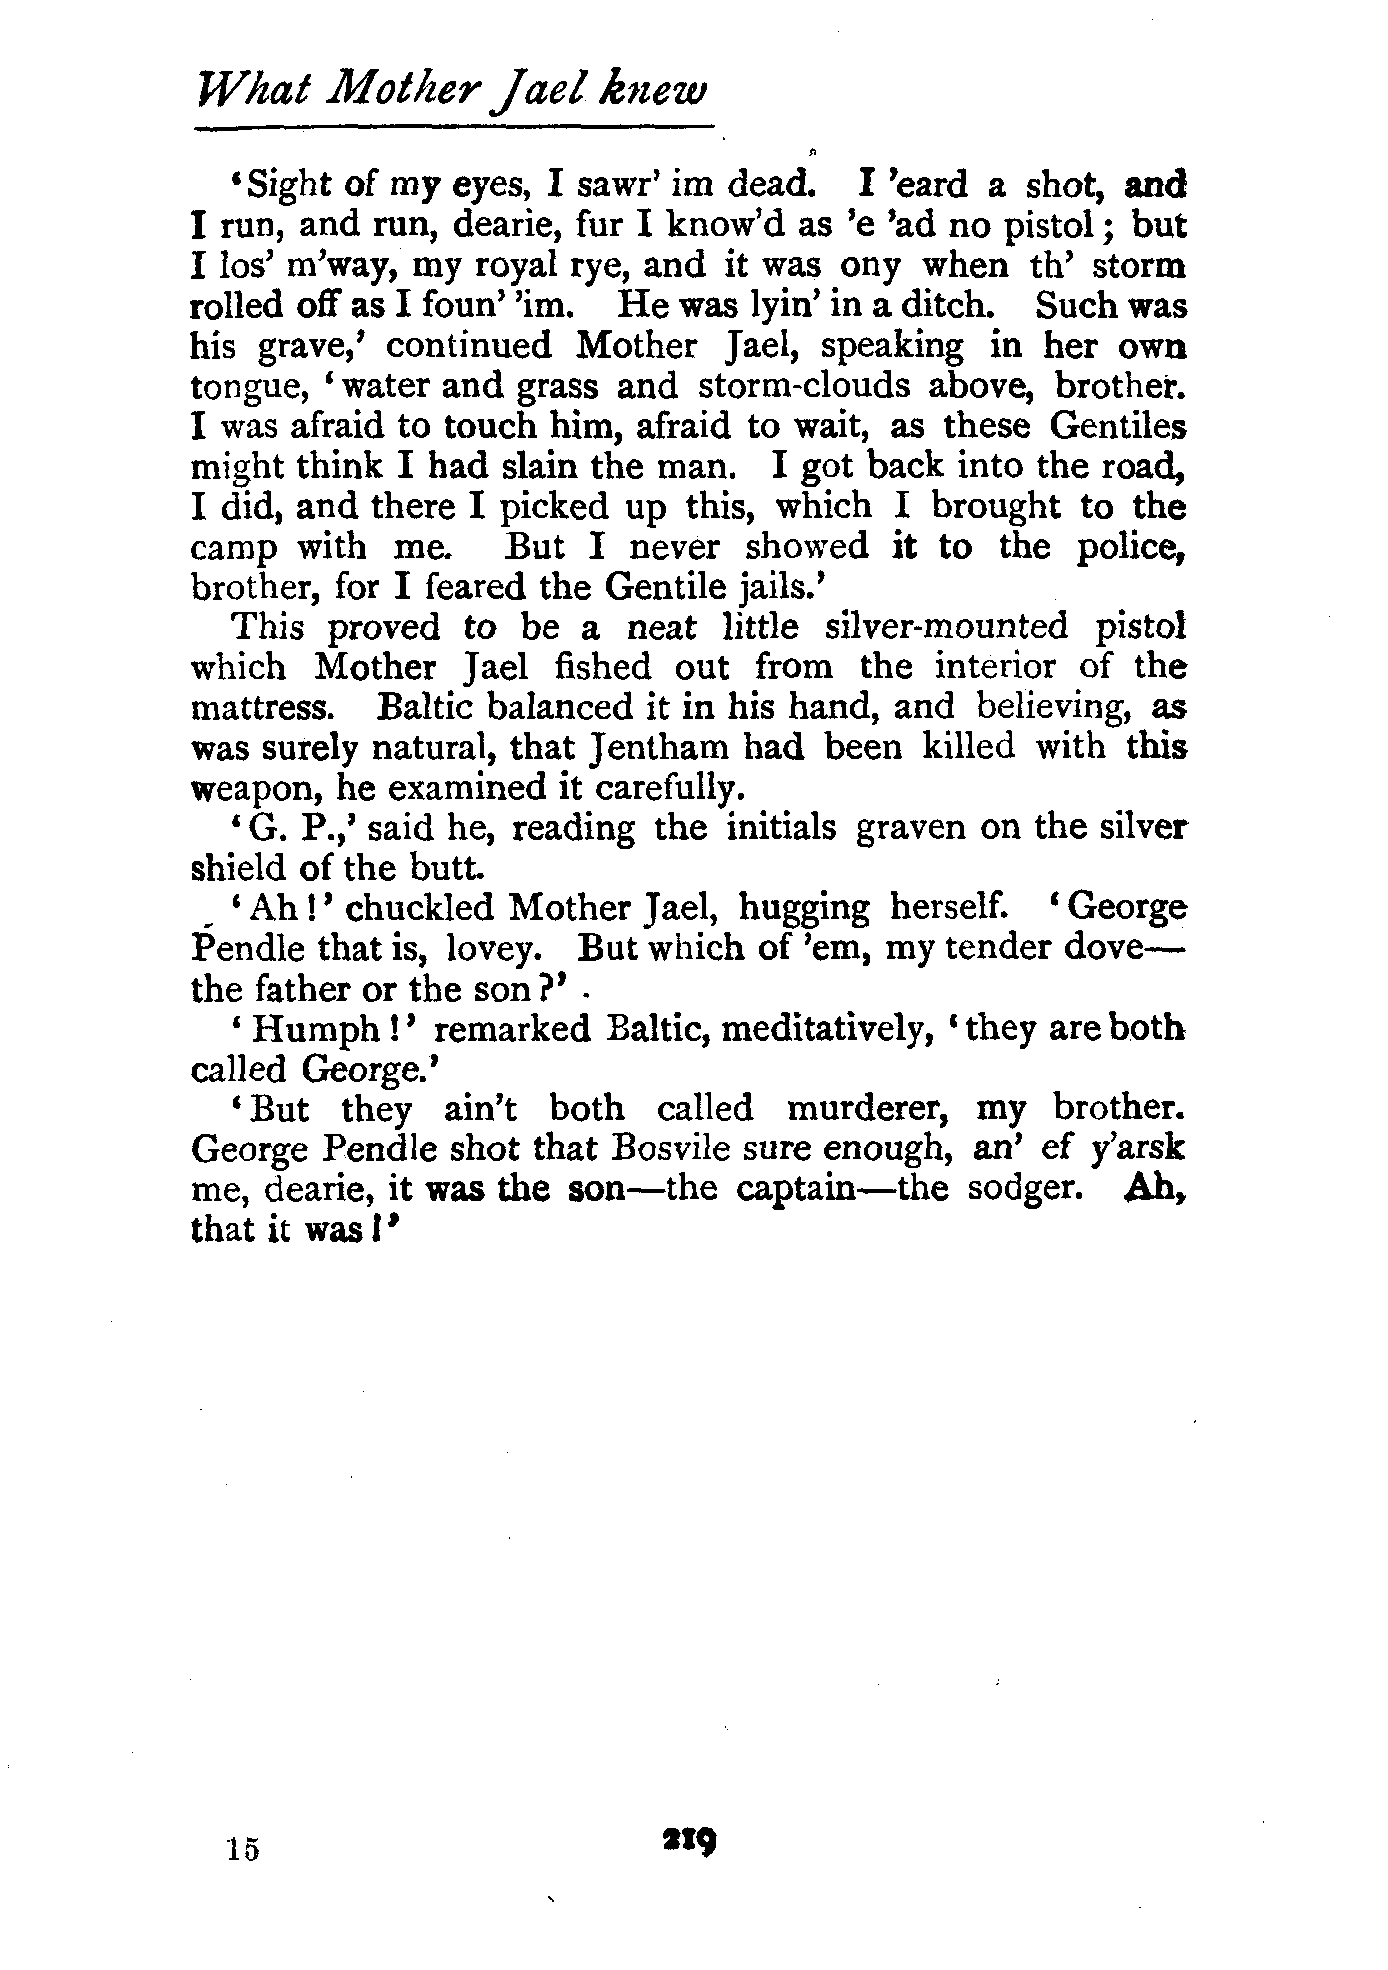 What Mother Jael knew
‘Sight of my eyes, I sawr’ im dead. I ’eard a shot, and
I run, and run, dearie, fur I know’d as ’e ’ad no pistol; but
I los’ m’way, my royal rye, and it was ony when th’ storm
rolled off as I foun’ ’im. He was lyin’ in a ditch. Such was
his grave,’ continued Mother Jael, speaking in her own
tongue, ‘water and grass and storm-clouds above, brother.
I was afraid to touch him, afraid to wait, as these Gentiles
might think I had slain the man. I got back into the road,
I did, and there I picked up this, which I brought to the
camp with me. But I never showed it to the police,
brother, for I feared the Gentile jails.’
This proved to be a neat little silver-mounted pistol
which Mother Jael fished out from the interior of the
mattress. Baltic balanced it in his hand, and believing, as
was surely natural, that Jentham had been killed with this
weapon, he examined it carefully.
‘G. P.,’ said he, reading the initials graven on the silver
shield of the butt.
‘Ah!’ chuckled Mother Jael, hugging herself. ‘George
Pendle that is, lovey. But which of ’em, my tender dove—
the father or the son?’
‘Humph!’ remarked Baltic, meditatively, ‘they are both
called George.’
‘But they ain’t both called murderer, my brother.
George Pendle shot that Bosvile sure enough, an’ ef y’arsk
me, dearie, it was the son—the captain—the sodger. Ah,
that it was!’
15 219